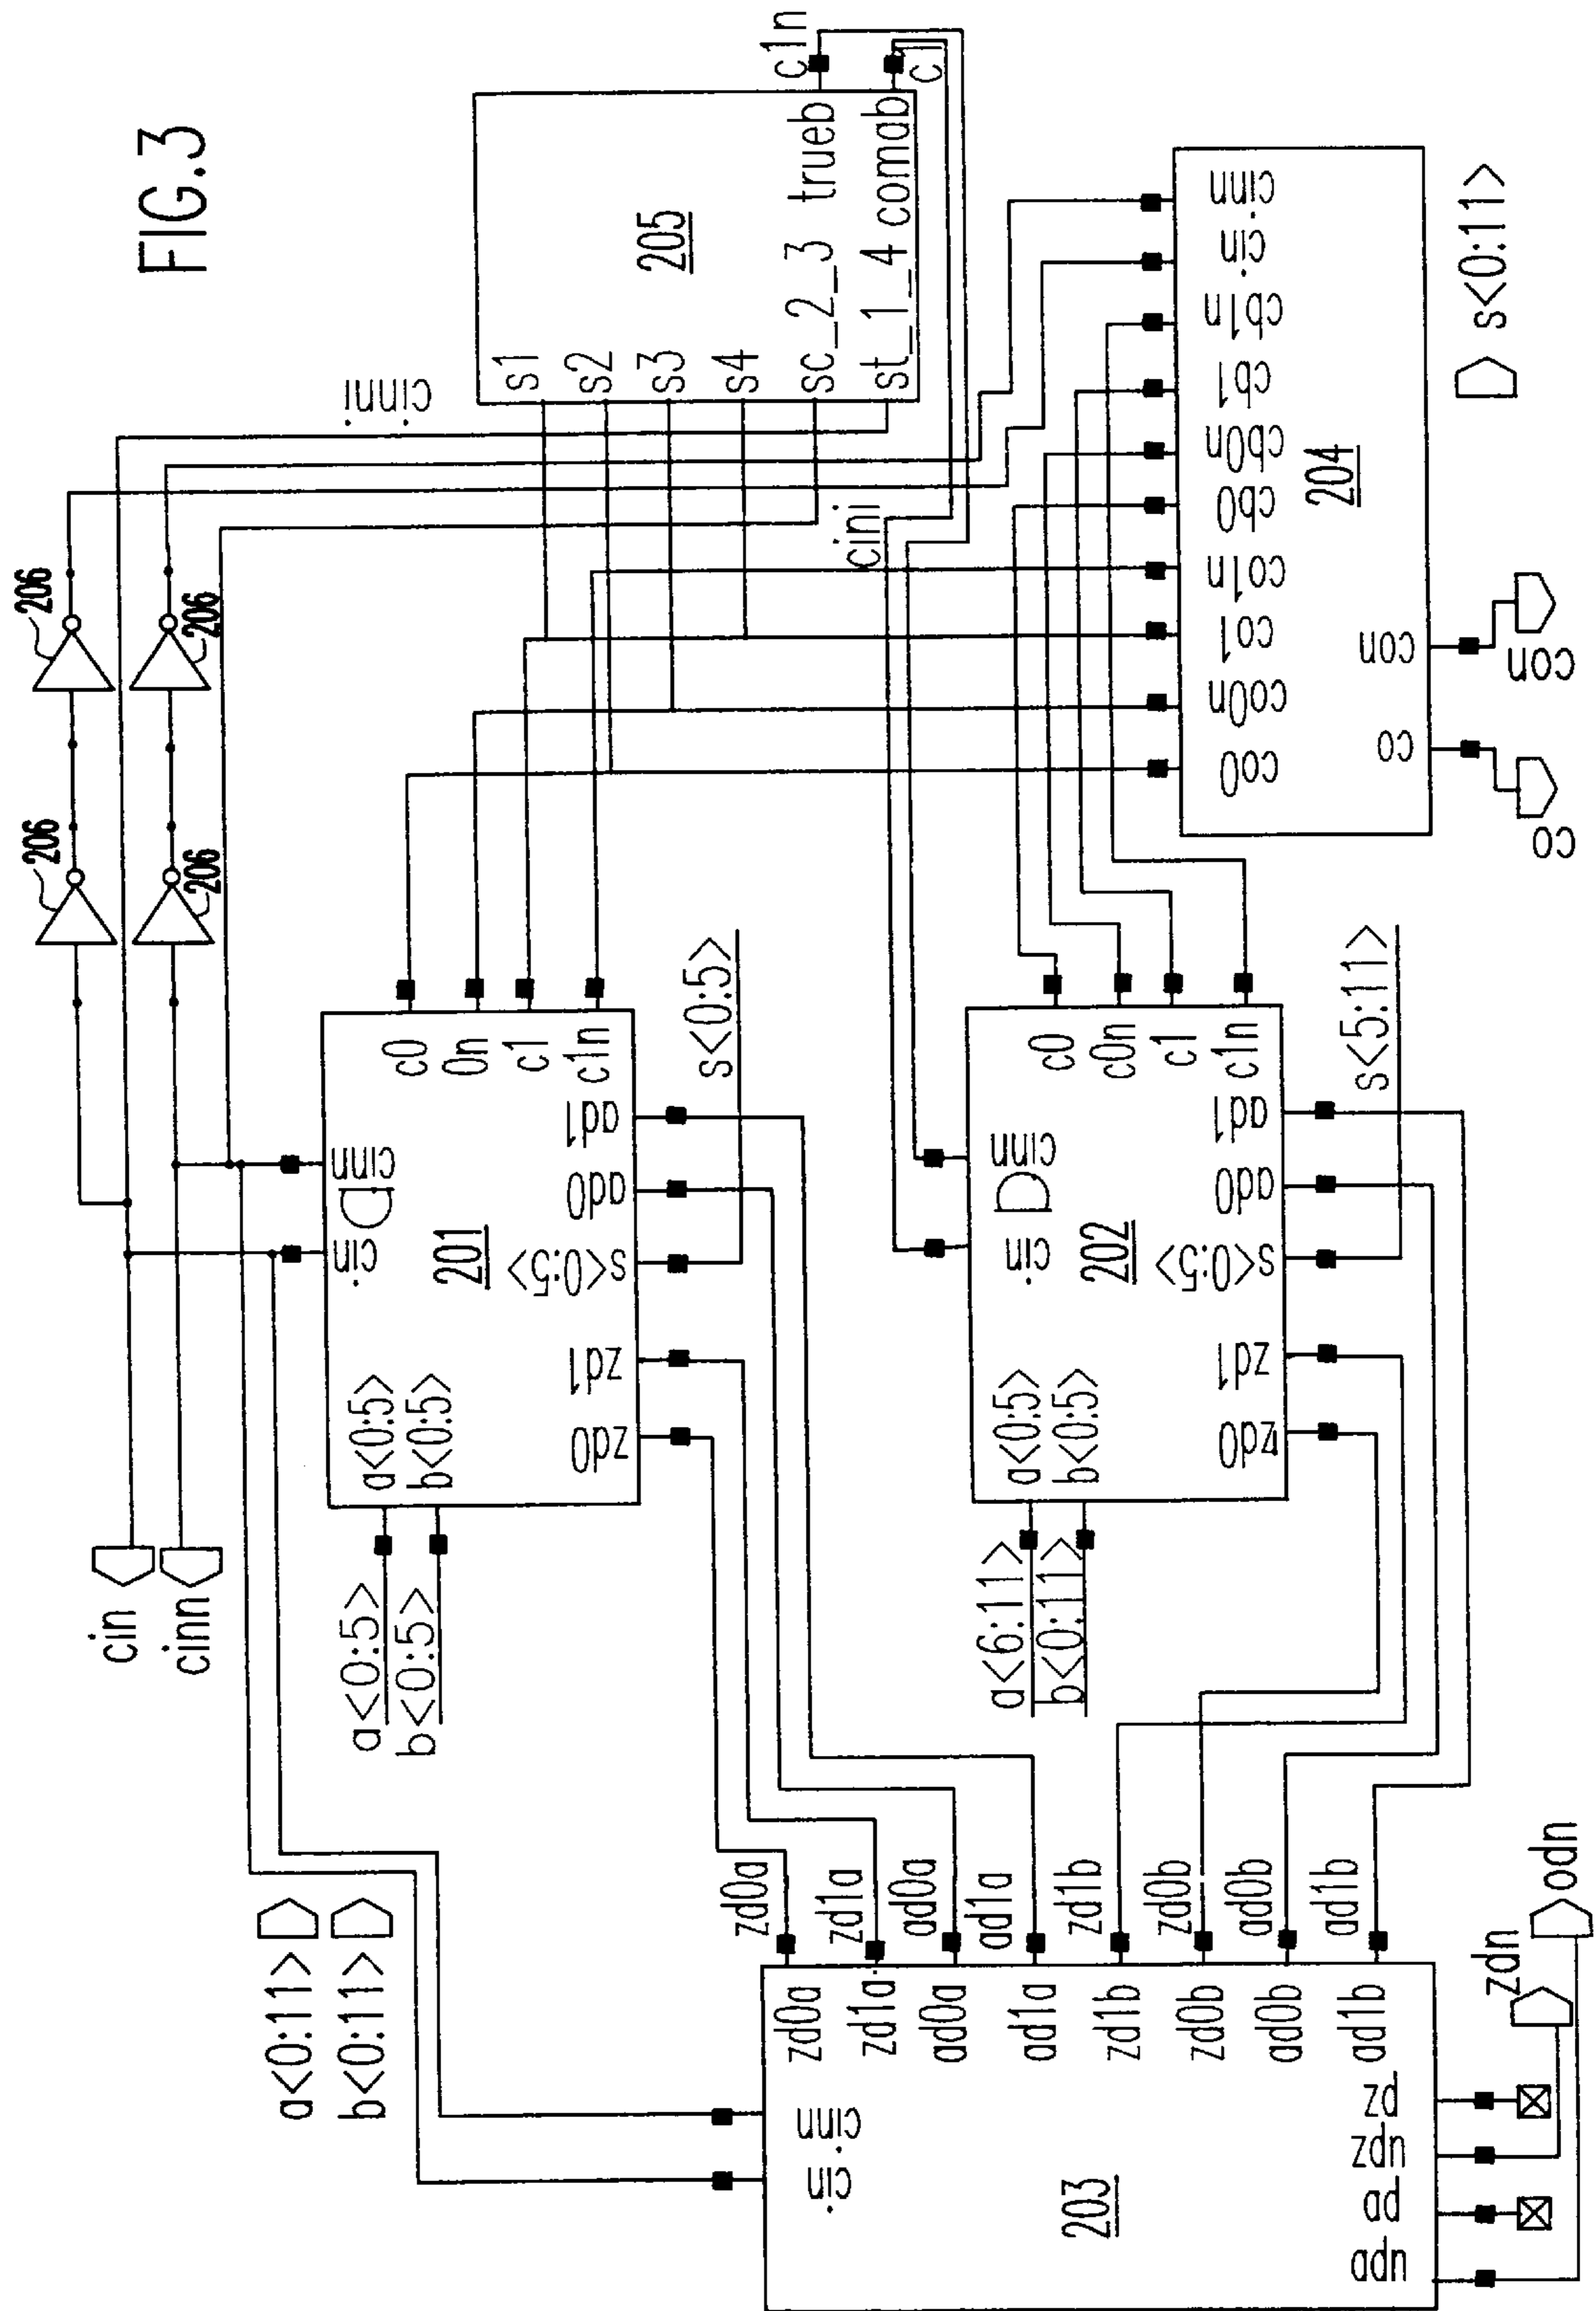 FIG.3
cin
cinn
206
206
206
206
cinni
cini
a<0:11>
b<0:11>
a<0:5>
b<0:5>
a<0:5>
b<0:5>
cin
cinn
201
c0
0n
c1
c1n
zd0
zd1
s<0:5>
ad0
ad1
s<0:5>
s1
s2
s3
s4
sc_2_3
st_1_4
trueb
comab
205
c1n
c1
a<6:11>
b<0:11>
a<0:5>
b<0:5>
cin
cinn
202
c0
c0n
c1
c1n
zd0
zd1
s<0:5>
ad0
ad1
s<5:11>
co0
co0n
co1
co1n
cb0
cb0n
cb1
cb1n
cin
cinn
204
co
con
co
con
s<0:11>
cin
cinn
203
zd0a
zd1a
ad0a
ad1a
zd1b
zd0b
ad0b
ad1b
zd0a
zd1a
ad0a
ad1a
zd1b
zd0b
ad0b
ad1b
zdn
odn